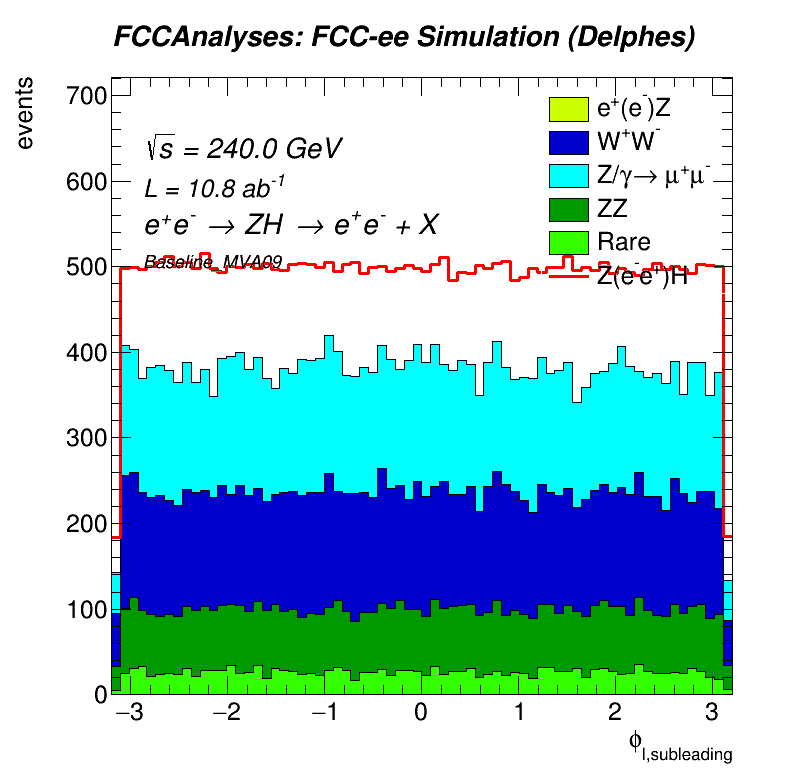 FCCAnalyses: FCC-ee Simulation (Delphes)
events
700
600
500
400
300
200
100
0
√s = 240.0 GeV
L = 10.8 ab⁻¹
e⁺e⁻ → ZH → e⁺e⁻ + X
Baseline_MVA09
e⁺(e⁻)Z
W⁺W⁻
Z/γ→ μ⁺μ⁻
ZZ
Rare
Z(e⁻e⁺)H
−3 −2 −1 0 1 2 3
ϕl,subleading